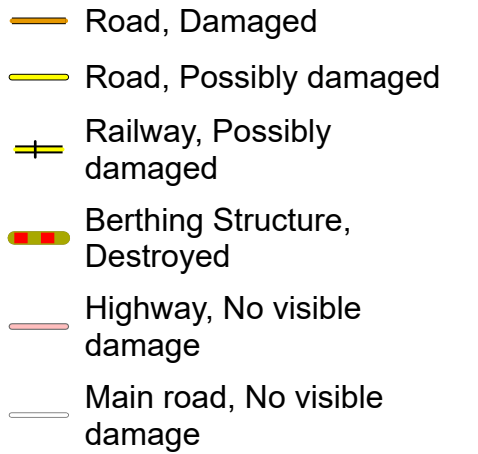 Road, Damaged
Road, Possibly damaged
Railway, Possibly
damaged
Berthing Structure,
Destroyed
Highway, No visible
damage
Main road, No visible
damage